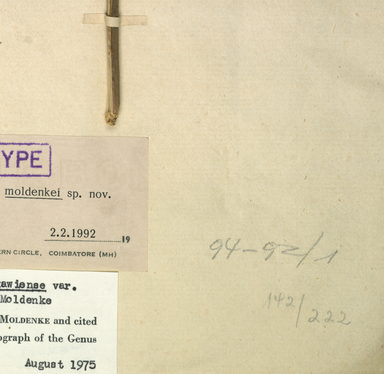 YPE
moldenkei sp. nov.
2.2.1992 19
ERN CIRCLE, COIMBATORE (MH)
94-92/1
awiense var.
Moldenke
142/222
MOLDENKE and cited
ograph of the Genus
August 1975